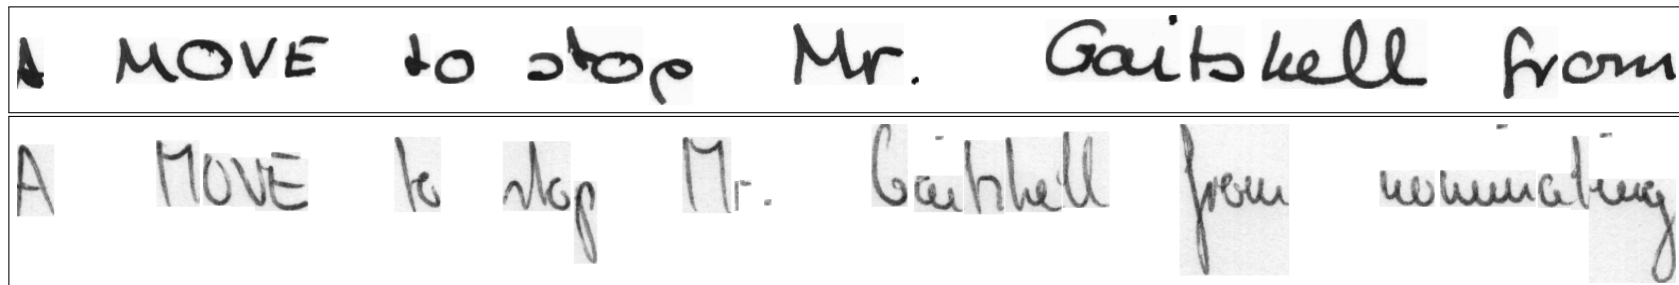 A MOVE to stop Mr. Gaitskell from
A MOVE to stop Mr. Gaitskell from nominating